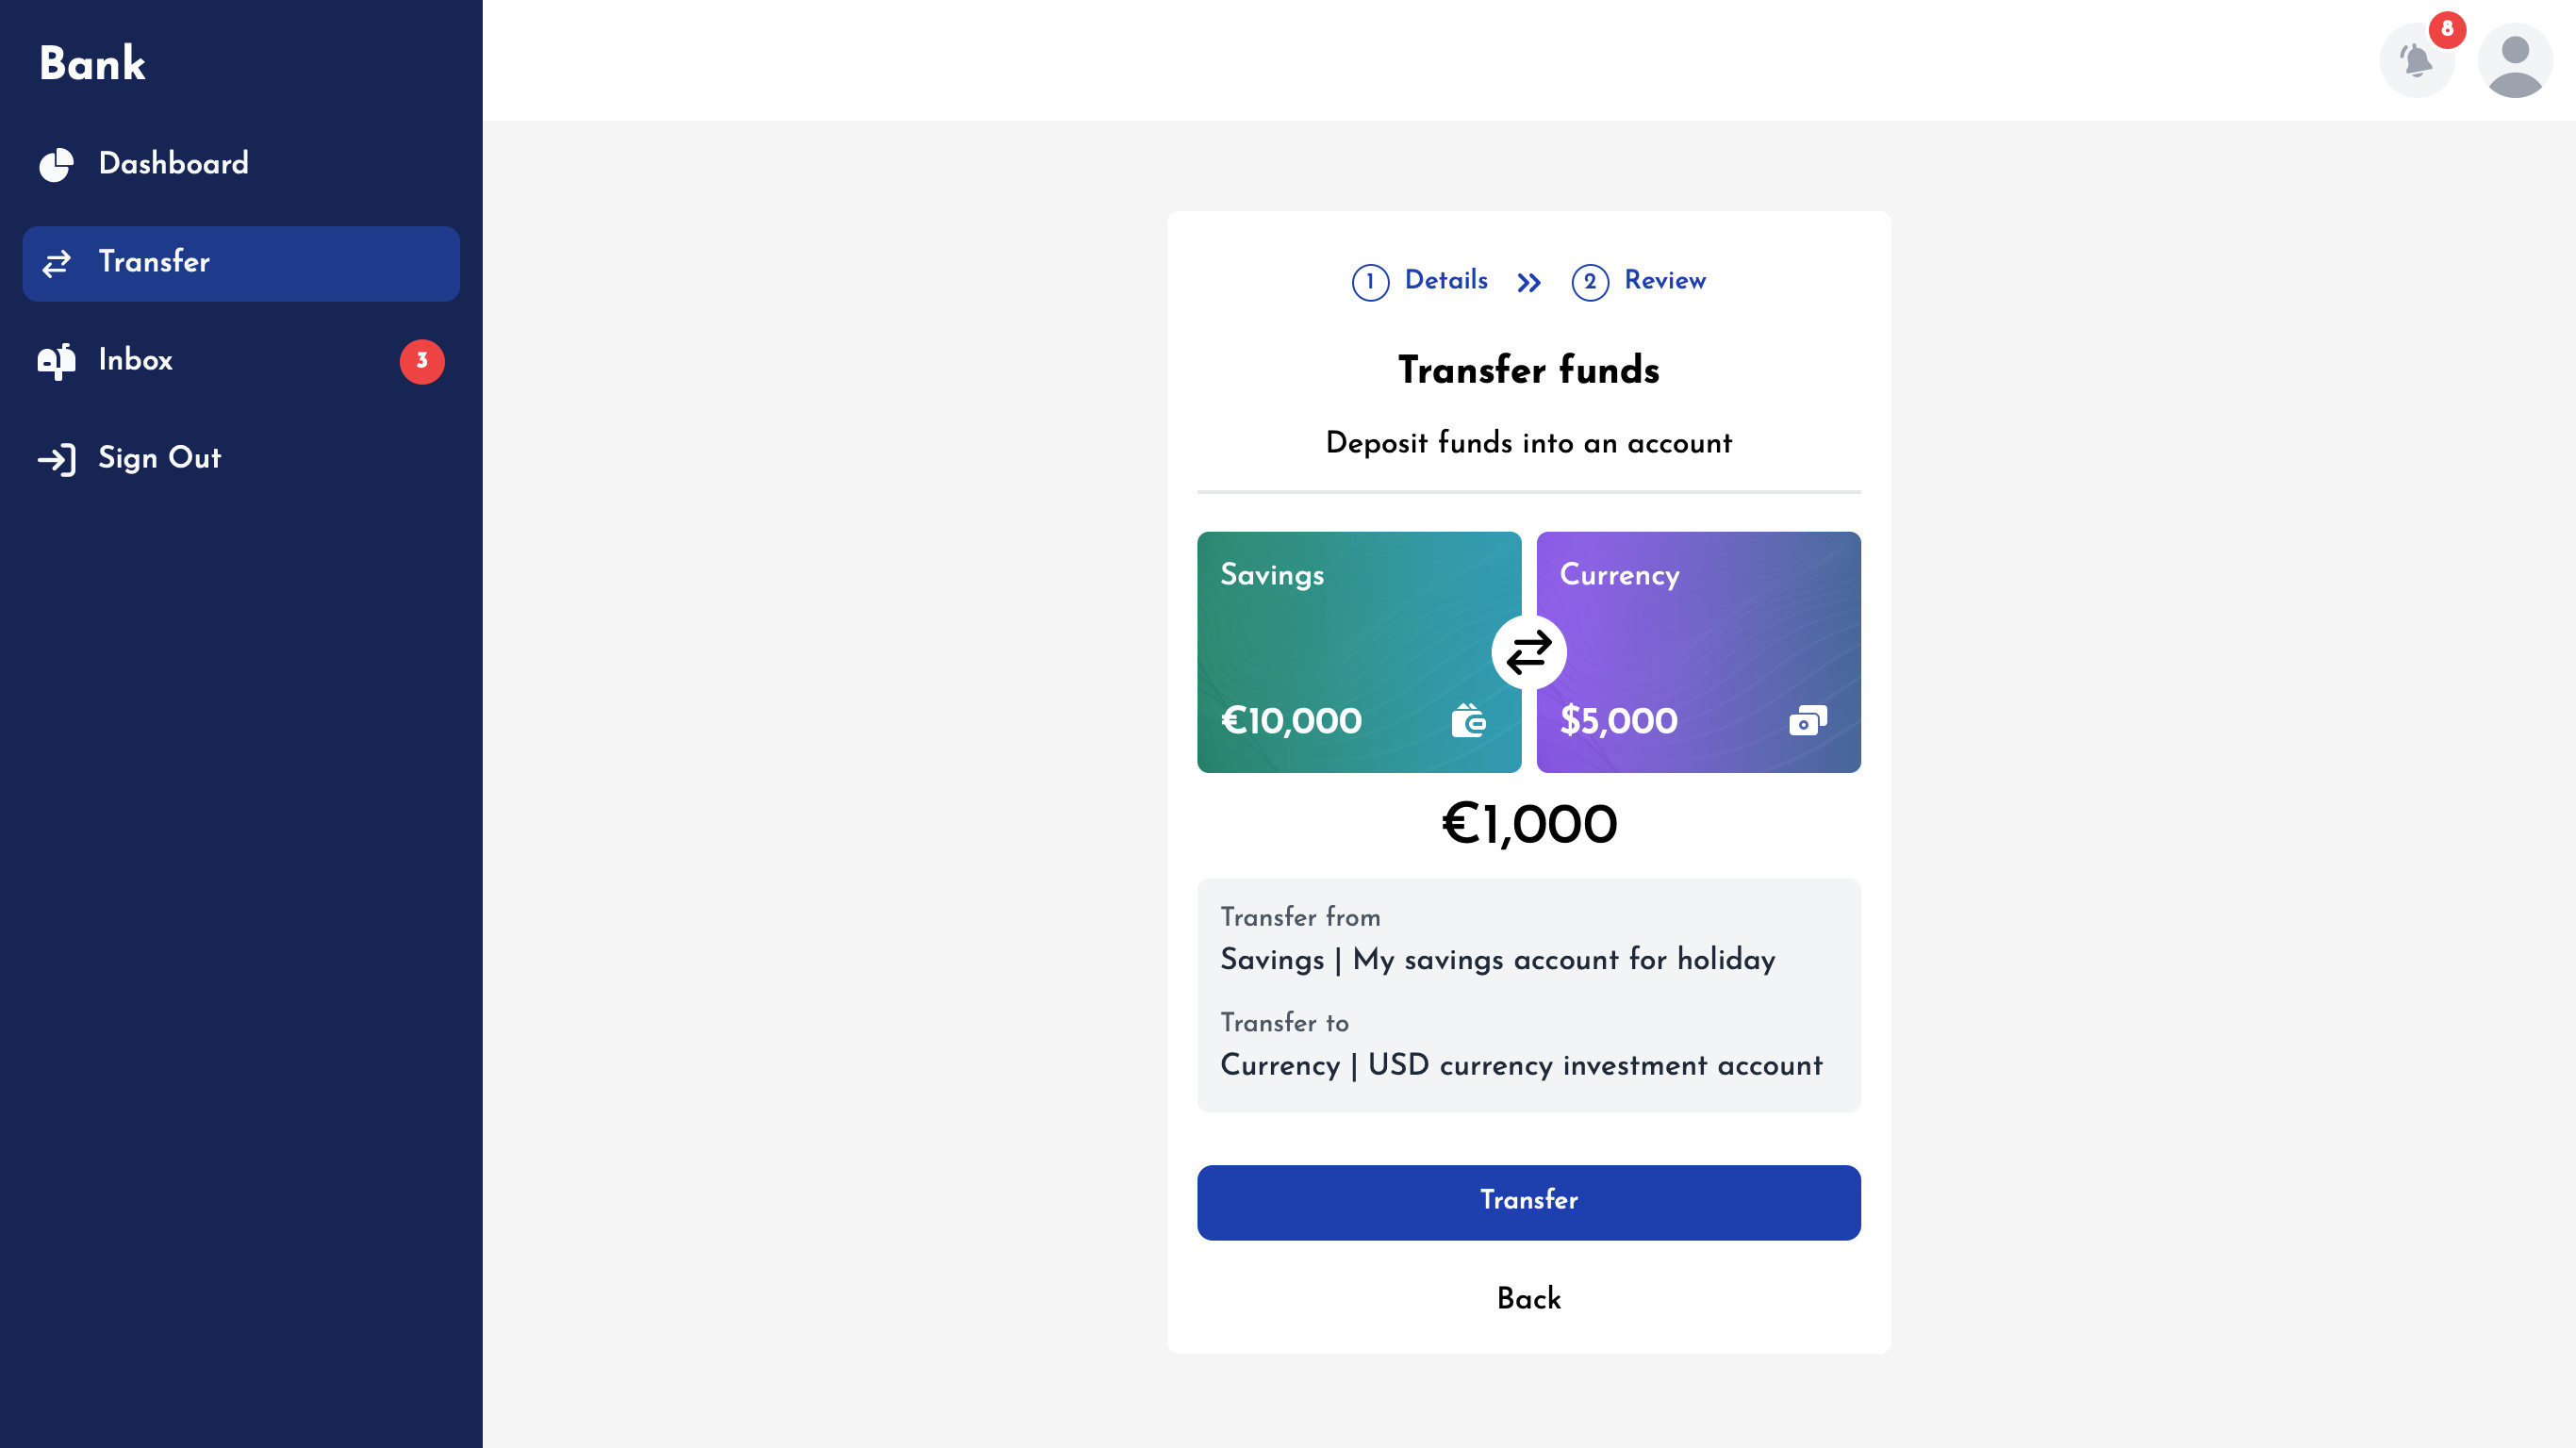 Bank
Dashboard
Transfer
Inbox
3
Sign Out
8
1 Details
2 Review
Transfer funds
Deposit funds into an account
Savings
€10,000
Currency
$5,000
€1,000
Transfer from
Savings | My savings account for holiday
Transfer to
Currency | USD currency investment account
Transfer
Back